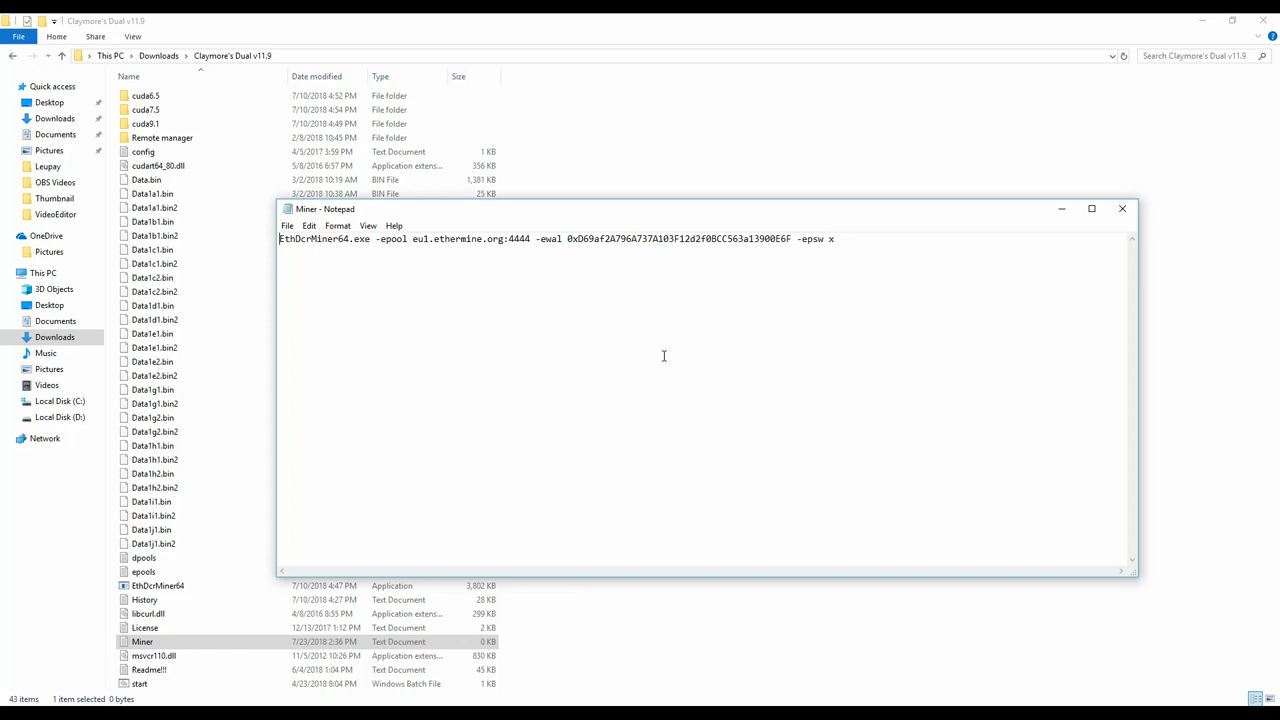 Claymore's Dual v11.9
File Home Share View
This PC Downloads Claymore's Dual v11.9 Search Claymore's Dual v11.9
Name Date modified Type Size
Quick access
Desktop
Downloads
Documents
Pictures
Leupay
OBS Videos
Thumbnail
VideoEditor
OneDrive
Pictures
This PC
3D Objects
Desktop
Documents
Downloads
Music
Pictures
Videos
Local Disk (C:)
Local Disk (D:)
Network
cuda6.5 7/10/2018 4:52 PM File folder
cuda7.5 7/10/2018 4:54 PM File folder
cuda9.1 7/10/2018 4:49 PM File folder
Remote manager 2/8/2018 10:45 PM File folder
config 4/5/2017 3:59 PM Text Document 1 KB
cudart64_80.dll 5/8/2016 6:57 PM Application extens... 356 KB
Data.bin 3/2/2018 10:19 AM BIN File 1,381 KB
Data1a1.bin 3/2/2018 10:38 AM BIN File 25 KB
Data1a1.bin2
Data1b1.bin
Data1b1.bin2
Data1c1.bin
Data1c1.bin2
Data1c2.bin
Data1c2.bin2
Data1d1.bin
Data1d1.bin2
Data1e1.bin
Data1e1.bin2
Data1e2.bin
Data1e2.bin2
Data1g1.bin
Data1g1.bin2
Data1g2.bin
Data1g2.bin2
Data1h1.bin
Data1h1.bin2
Data1h2.bin
Data1h2.bin2
Data1i1.bin
Data1i1.bin2
Data1j1.bin
Data1j1.bin2
dpools
epools
EthDcrMiner64 7/10/2018 4:47 PM Application 3,802 KB
History 7/10/2018 4:27 PM Text Document 28 KB
libcurl.dll 4/8/2016 8:55 PM Application extens... 299 KB
License 12/13/2017 1:12 PM Text Document 2 KB
Miner 7/23/2018 2:36 PM Text Document 0 KB
msvcr110.dll 11/5/2012 10:26 PM Application extens... 830 KB
Readme!!! 6/4/2018 1:04 PM Text Document 45 KB
start 4/23/2018 8:04 PM Windows Batch File 1 KB
Miner - Notepad
File Edit Format View Help
EthDcrMiner64.exe -epool eu1.ethermine.org:4444 -ewal 0xD69af2A796A737A103F12d2f0BCC563a13900E6F -epsw x
43 items 1 item selected 0 bytes